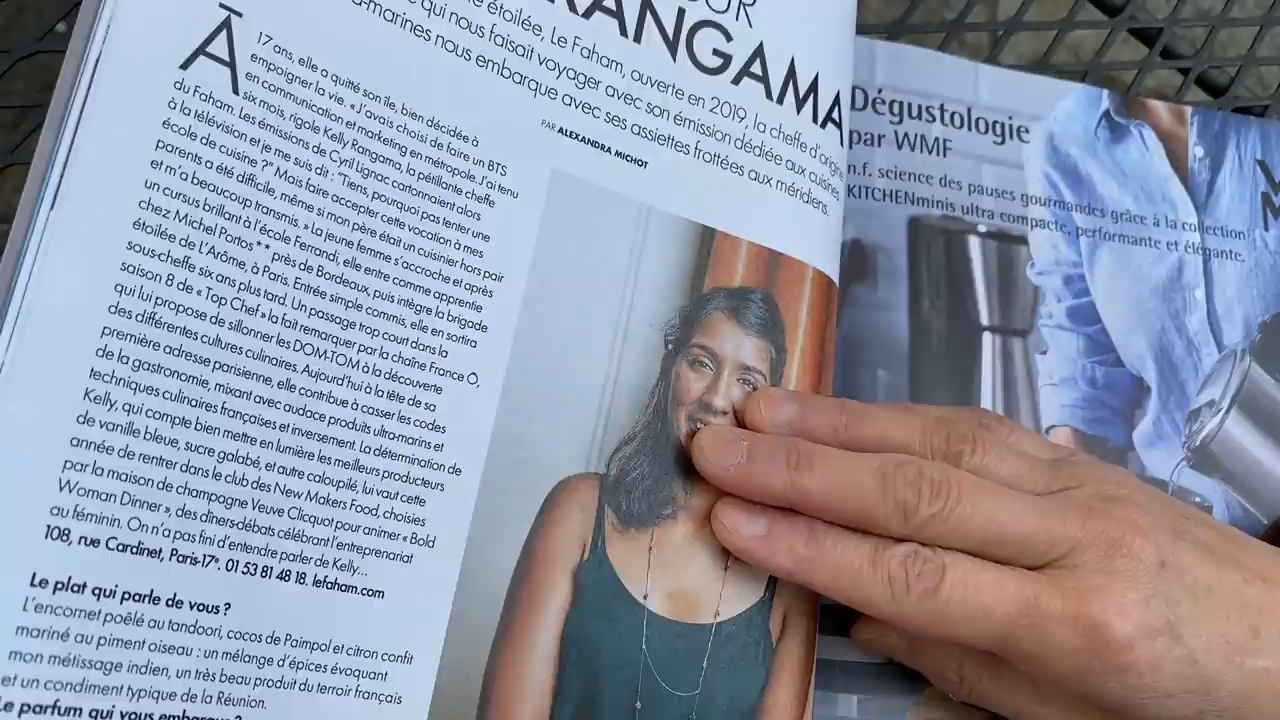 UR
RANGAMA
étoilée, Le Faham, ouverte en 2019, la cheffe d'origine
qui nous faisait voyager avec son émission dédiée aux cuisines
-marines nous embarque avec ses assiettes frottées aux méridiens.
PAR ALEXANDRA MICHOT
À 17 ans, elle a quitté son île, bien décidée à
empoigner la vie. «J'avais choisi de faire un BTS
en communication et marketing en métropole. J'ai tenu
six mois, rigole Kelly Rangama, la pétillante cheffe
du Faham. Les émissions de Cyril Lignac cartonnaient alors
à la télévision et je me suis dit : "Tiens, pourquoi pas tenter une
école de cuisine ?" Mais faire accepter cette vocation à mes
parents a été difficile, même si mon père était un cuisinier hors pair
et m'a beaucoup transmis. » La jeune femme s'accroche et après
un cursus brillant à l'école Ferrandi, elle entre comme apprentie
chez Michel Portos** près de Bordeaux, puis intègre la brigade
étoilée de L'Arôme, à Paris. Entrée simple commis, elle en sortira
sous-cheffe six ans plus tard. Un passage trop court dans la
saison 8 de « Top Chef » la fait remarquer par la chaîne France Ô,
qui lui propose de sillonner les DOM-TOM à la découverte
des différentes cultures culinaires. Aujourd'hui à la tête de sa
première adresse parisienne, elle contribue à casser les codes
de la gastronomie, mixant avec audace produits ultra-marins et
techniques culinaires françaises et inversement. La détermination de
Kelly, qui compte bien mettre en lumière les meilleurs producteurs
de vanille bleue, sucre galabé, et autre caloupilé, lui vaut cette
année de rentrer dans le club des New Makers Food, choisies
par la maison de champagne Veuve Clicquot pour animer « Bold
Woman Dinner », des dîners-débats célébrant l'entreprenariat
au féminin. On n'a pas fini d'entendre parler de Kelly...
108, rue Cardinet, Paris-17e. 01 53 81 48 18. lefaham.com
Le plat qui parle de vous ?
L'encornet poêlé au tandoori, cocos de Paimpol et citron confit
mariné au piment oiseau : un mélange d'épices évoquant
mon métissage indien, un très beau produit du terroir français
et un condiment typique de la Réunion.
Le parfum qui vous embarque ?
Dégustologie
par WMF
n.f. science des pauses gourmandes grâce à la collection
KITCHENminis ultra compacte, performante et élégante.